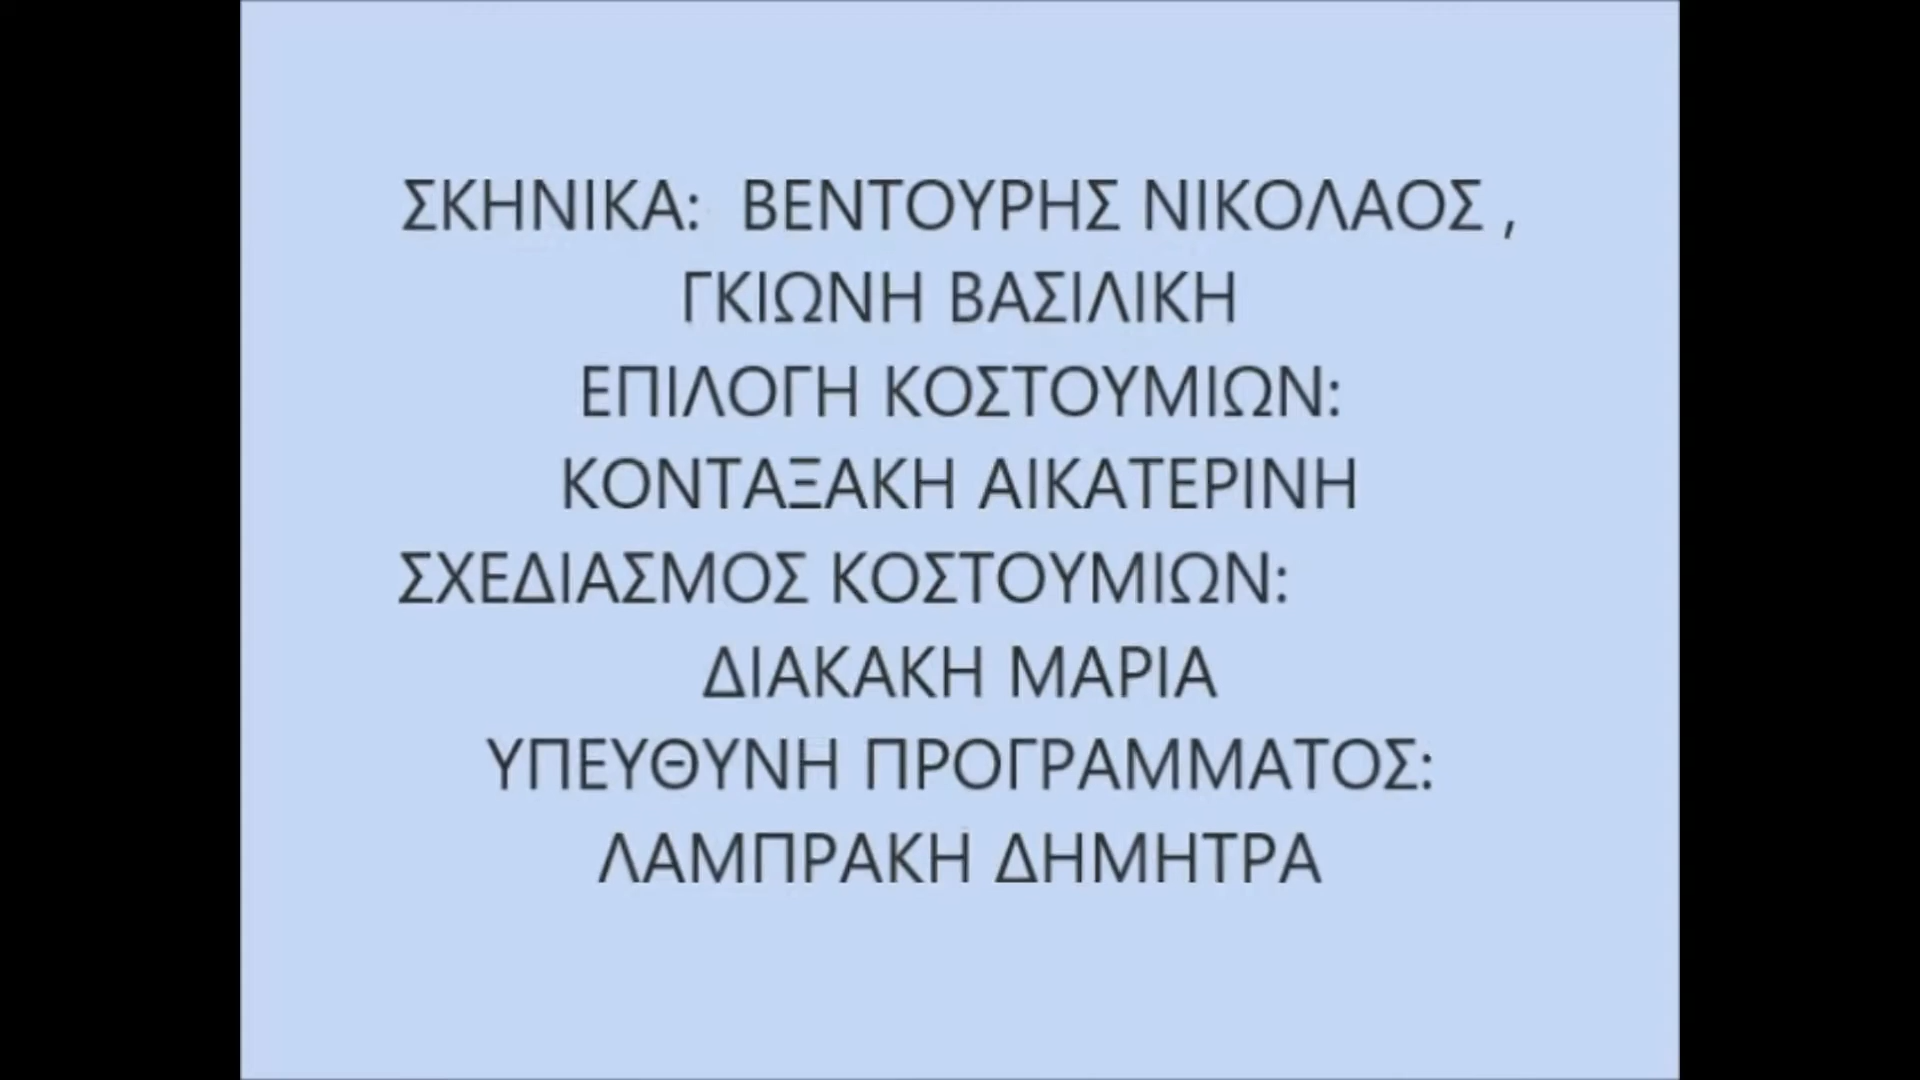 ΣΚΗΝΙΚΑ: ΒΕΝΤΟΥΡΗΣ ΝΙΚΟΛΑΟΣ ,
ΓΚΙΩΝΗ ΒΑΣΙΛΙΚΗ
ΕΠΙΛΟΓΗ ΚΟΣΤΟΥΜΙΩΝ:
ΚΟΝΤΑΞΑΚΗ ΑΙΚΑΤΕΡΙΝΗ
ΣΧΕΔΙΑΣΜΟΣ ΚΟΣΤΟΥΜΙΩΝ:
ΔΙΑΚΑΚΗ ΜΑΡΙΑ
ΥΠΕΥΘΥΝΗ ΠΡΟΓΡΑΜΜΑΤΟΣ:
ΛΑΜΠΡΑΚΗ ΔΗΜΗΤΡΑ